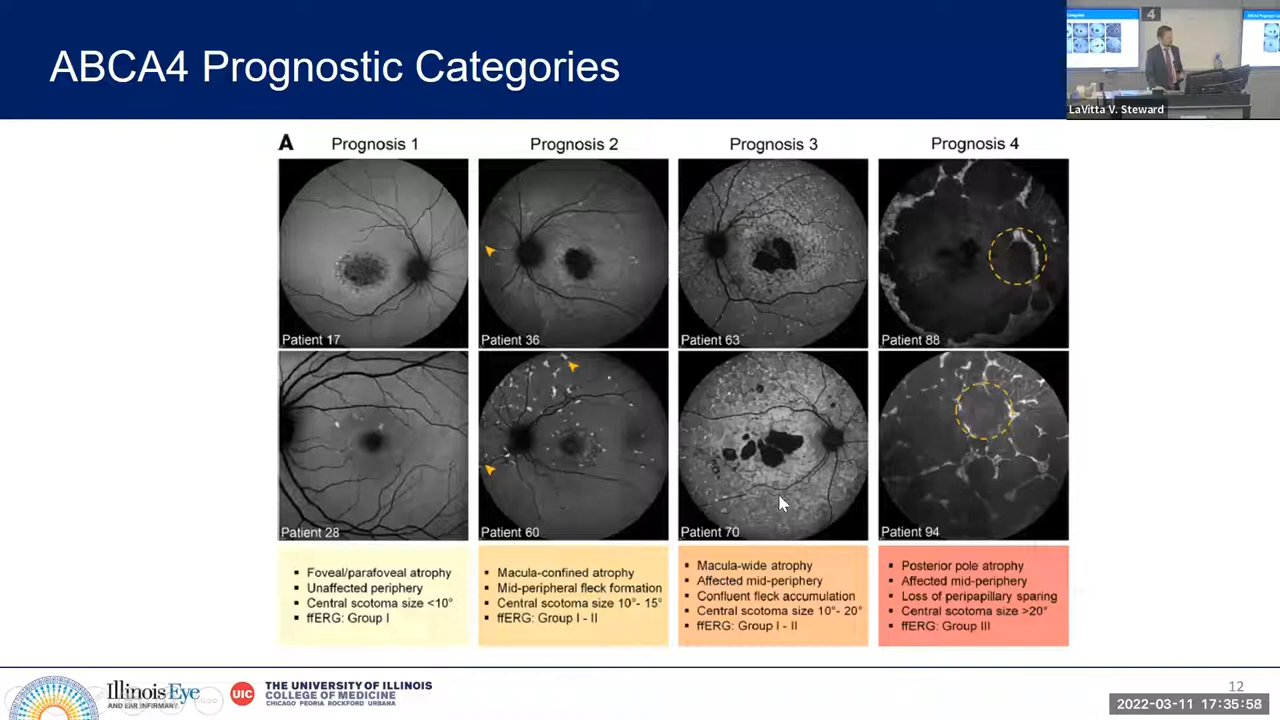 ABCA4 Prognostic Categories
4
LaVitta V. Steward
A
Prognosis 1
Prognosis 2
Prognosis 3
Prognosis 4
Patient 17
Patient 36
Patient 63
Patient 88
Patient 28
Patient 60
Patient 70
Patient 94
▪ Foveal/parafoveal atrophy
▪ Unaffected periphery
▪ Central scotoma size <10°
▪ ffERG: Group I
▪ Macula-confined atrophy
▪ Mid-peripheral fleck formation
▪ Central scotoma size 10°- 15°
▪ ffERG: Group I - II
▪ Macula-wide atrophy
▪ Affected mid-periphery
▪ Confluent fleck accumulation
▪ Central scotoma size 10°- 20°
▪ ffERG: Group I - II
▪ Posterior pole atrophy
▪ Affected mid-periphery
▪ Loss of peripapillary sparing
▪ Central scotoma size >20°
▪ ffERG: Group III
Illinois Eye
AND EAR INFIRMARY
UIC
THE UNIVERSITY OF ILLINOIS
COLLEGE OF MEDICINE
CHICAGO PEORIA ROCKFORD URBANA
12
2022-03-11 17:35:58